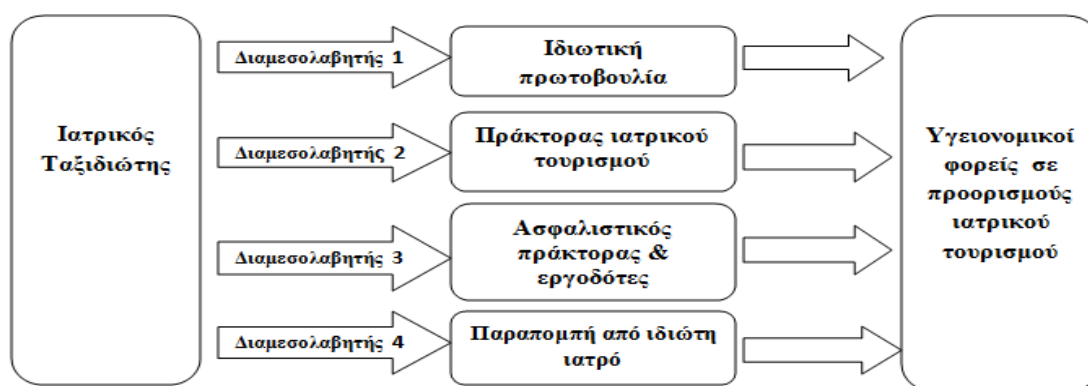 Ιατρικός
Ταξιδιώτης
Διαμεσολαβητής 1
Ιδιωτική
πρωτοβουλία
Διαμεσολαβητής 2
Πράκτορας ιατρικού
τουρισμού
Διαμεσολαβητής 3
Ασφαλιστικός
πράκτορας &
εργοδότες
Διαμεσολαβητής 4
Παραπομπή από ιδιώτη
ιατρό
Υγειονομικοί
φορείς σε
προορισμούς
ιατρικού
τουρισμού